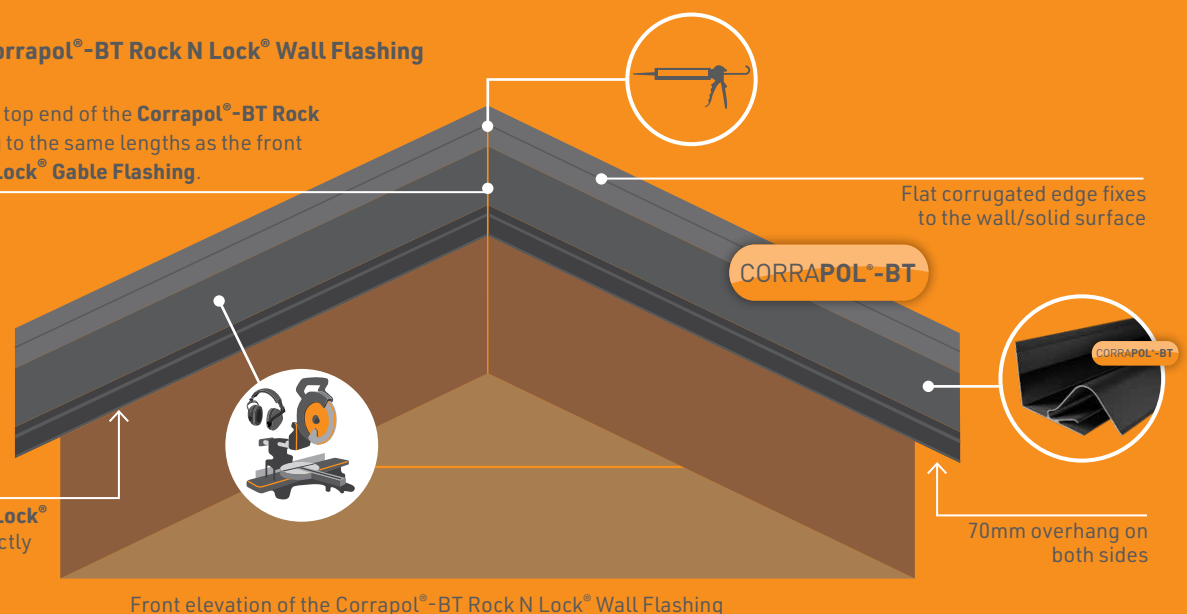 orrapol®-BT Rock N Lock® Wall Flashing
top end of the Corrapol®-BT Rock
to the same lengths as the front
ock® Gable Flashing.
Flat corrugated edge fixes
to the wall/solid surface
CORRAPOL®-BT
CORRAPOL®-BT
ock®
ctly
70mm overhang on
both sides
Front elevation of the Corrapol®-BT Rock N Lock® Wall Flashing